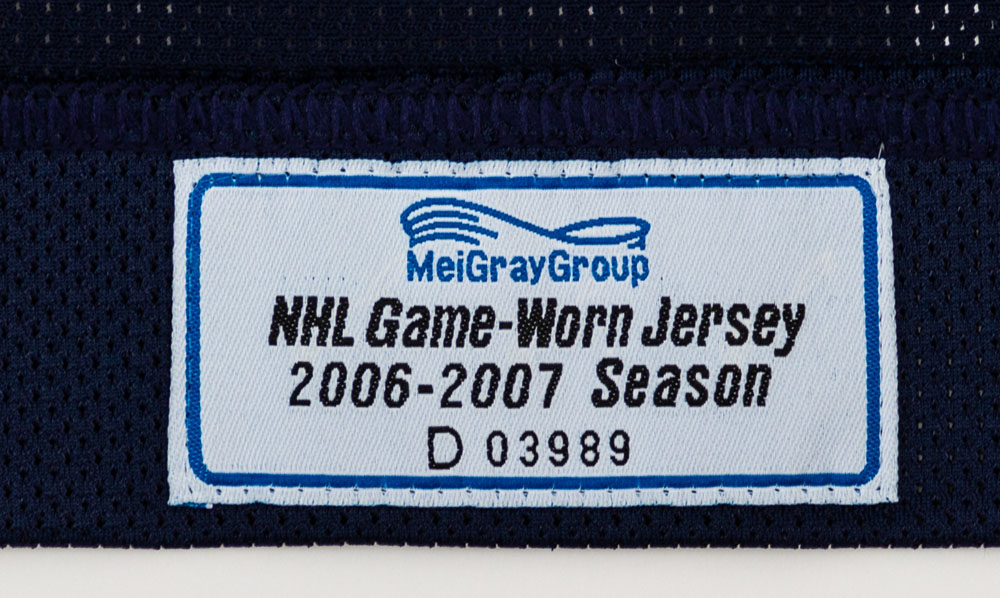 MeiGrayGroup
NHL Game-Worn Jersey
2006-2007 Season
D 03989